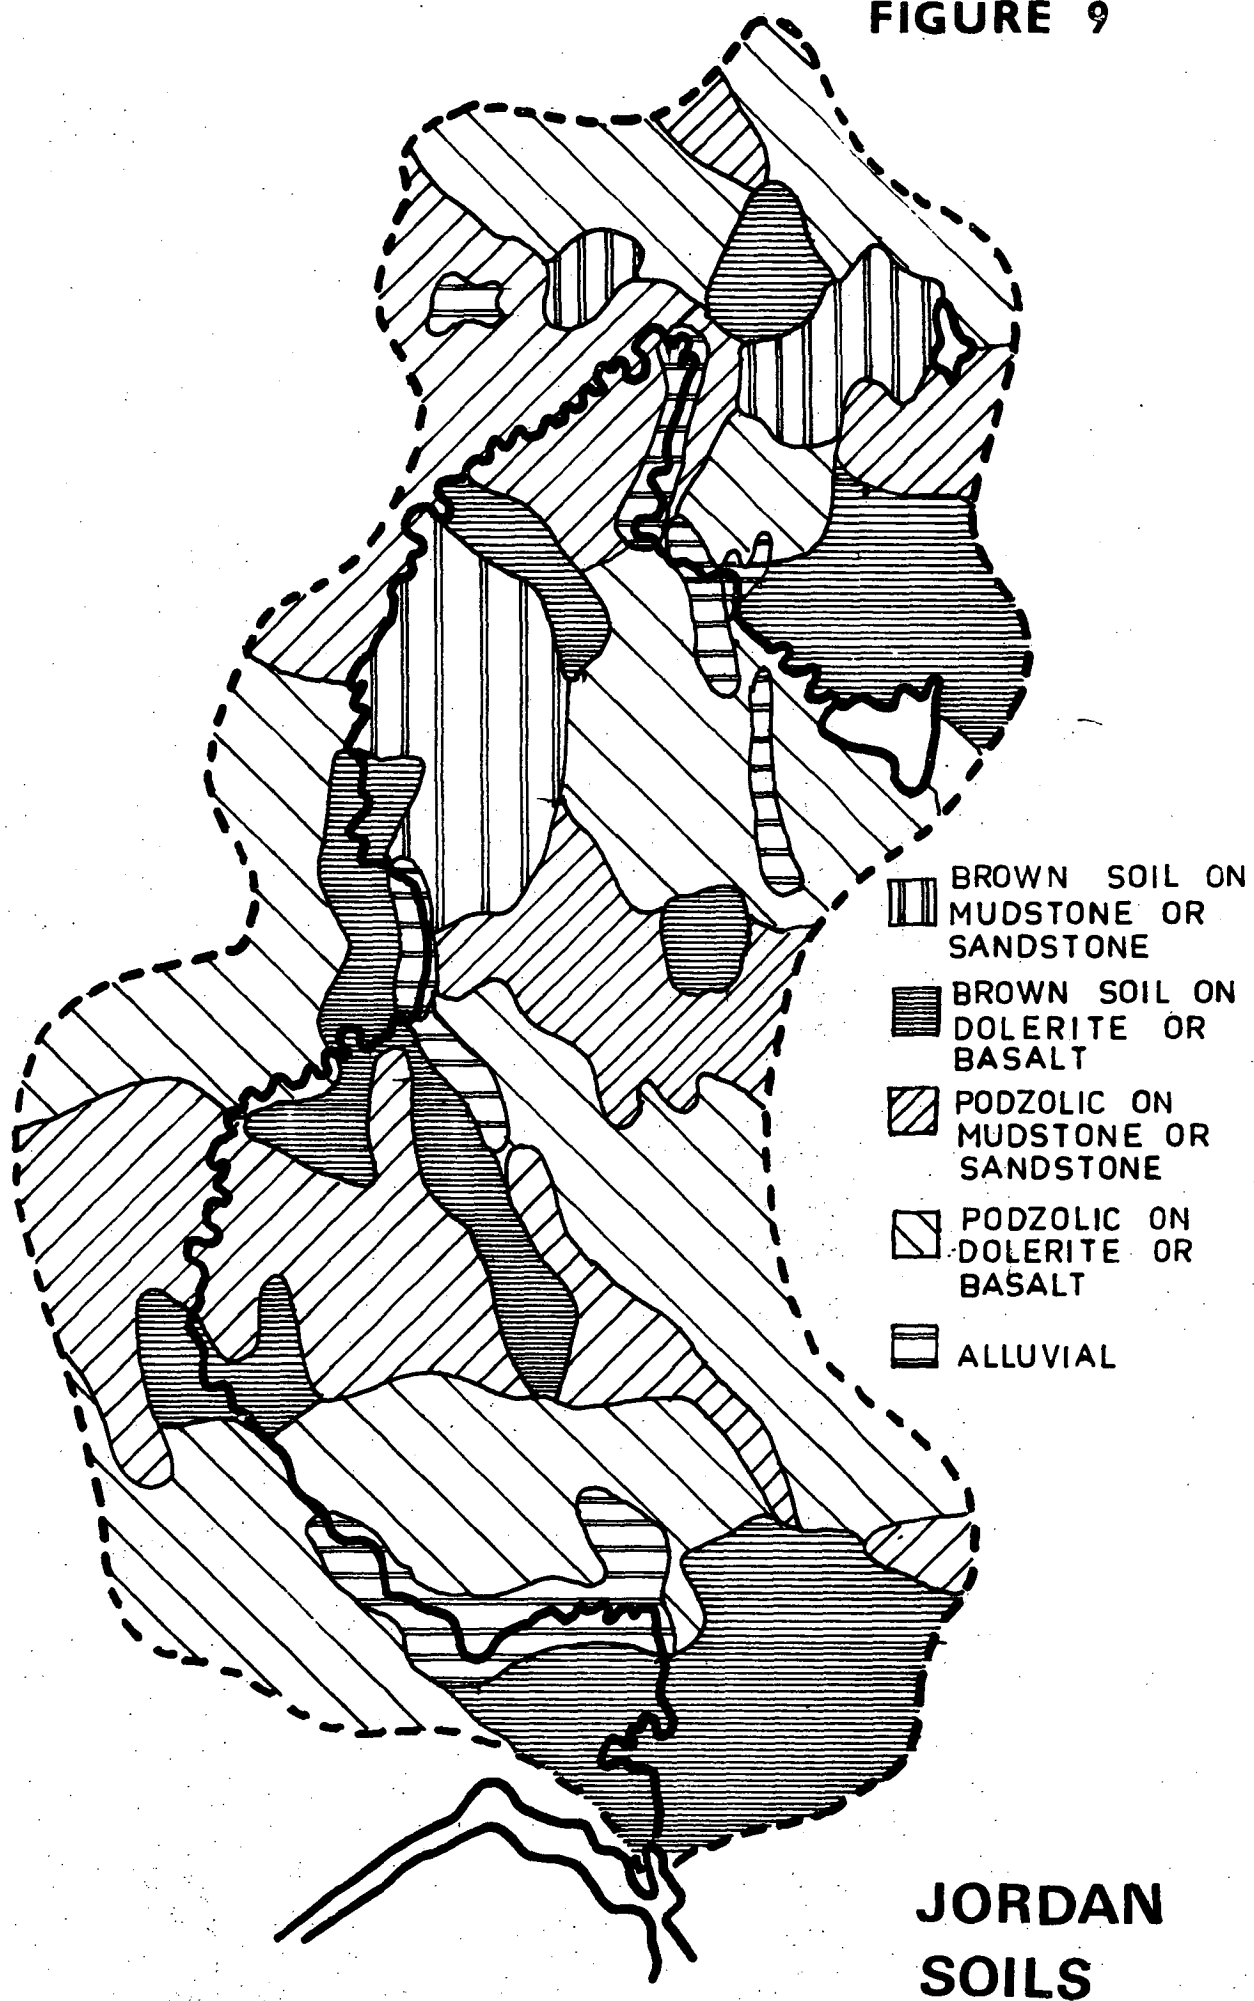 FIGURE 9
BROWN SOIL ON
MUDSTONE OR
SANDSTONE
BROWN SOIL ON
DOLERITE OR
BASALT
PODZOLIC ON
MUDSTONE OR
SANDSTONE
PODZOLIC ON
DOLERITE OR
BASALT
ALLUVIAL
JORDAN
SOILS